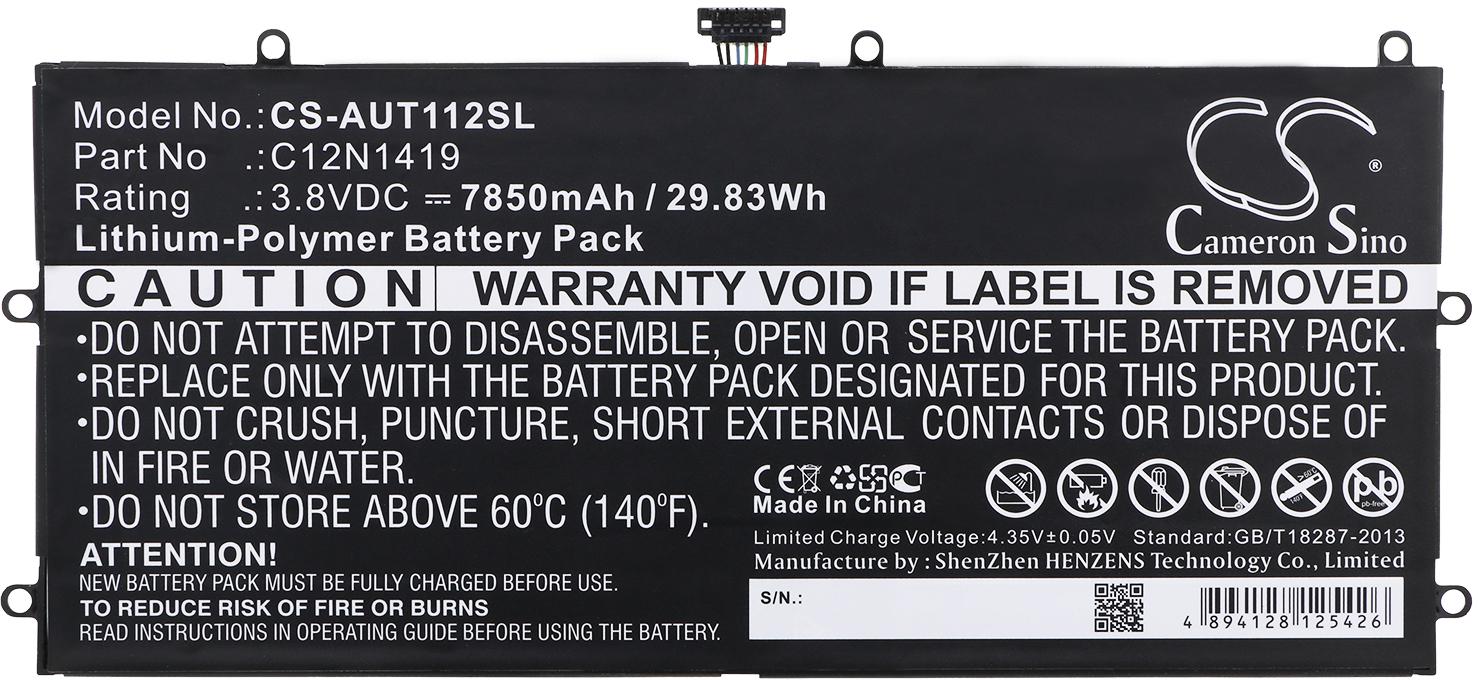 Model No.: CS-AUT112SL
Part No .: C12N1419
Rating .: 3.8VDC ⎓ 7850mAh / 29.83Wh
Lithium-Polymer Battery Pack
CS ®
Cameron Sino
CAUTION WARRANTY VOID IF LABEL IS REMOVED
•DO NOT ATTEMPT TO DISASSEMBLE, OPEN OR SERVICE THE BATTERY PACK.
•REPLACE ONLY WITH THE BATTERY PACK DESIGNATED FOR THIS PRODUCT.
•DO NOT CRUSH, PUNCTURE, SHORT EXTERNAL CONTACTS OR DISPOSE OF
IN FIRE OR WATER.
•DO NOT STORE ABOVE 60ºC (140ºF).
ATTENTION!
NEW BATTERY PACK MUST BE FULLY CHARGED BEFORE USE.
TO REDUCE RISK OF FIRE OR BURNS
READ INSTRUCTIONS IN OPERATING GUIDE BEFORE USING THE BATTERY.
CE
Made In China
pb
pb-free
Limited Charge Voltage:4.35V±0.05V Standard:GB/T18287-2013
Manufacture by : ShenZhen HENZENS Technology Co., Limited
S/N.:
4 894128 125426